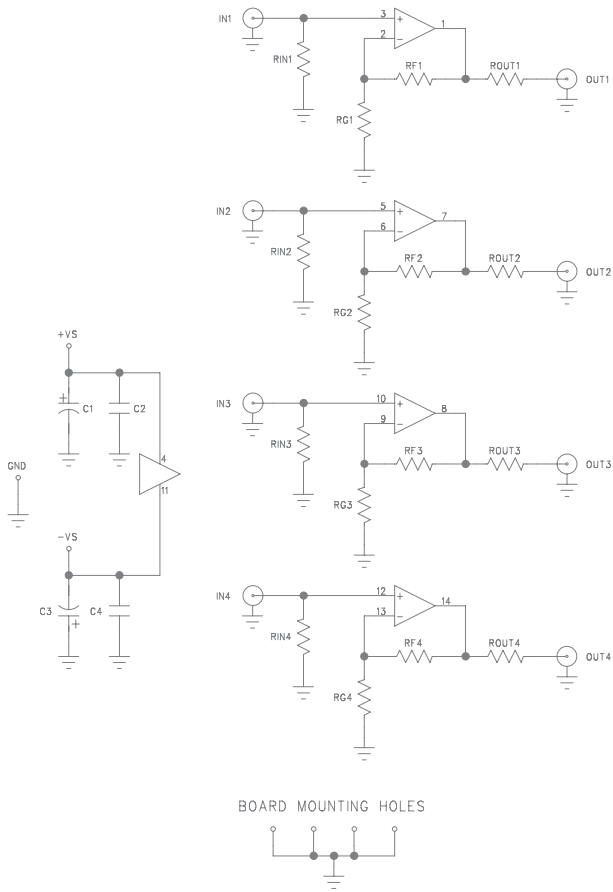 IN1
3
+
1
2
−
RIN1
RF1
ROUT1
OUT1
RG1
IN2
5
+
7
6
−
RIN2
RF2
ROUT2
OUT2
RG2
+VS
+
C1
C2
4
11
GND
−VS
C3
+
C4
IN3
10
+
8
9
−
RIN3
RF3
ROUT3
OUT3
RG3
IN4
12
+
14
13
−
RIN4
RF4
ROUT4
OUT4
RG4
BOARD MOUNTING HOLES